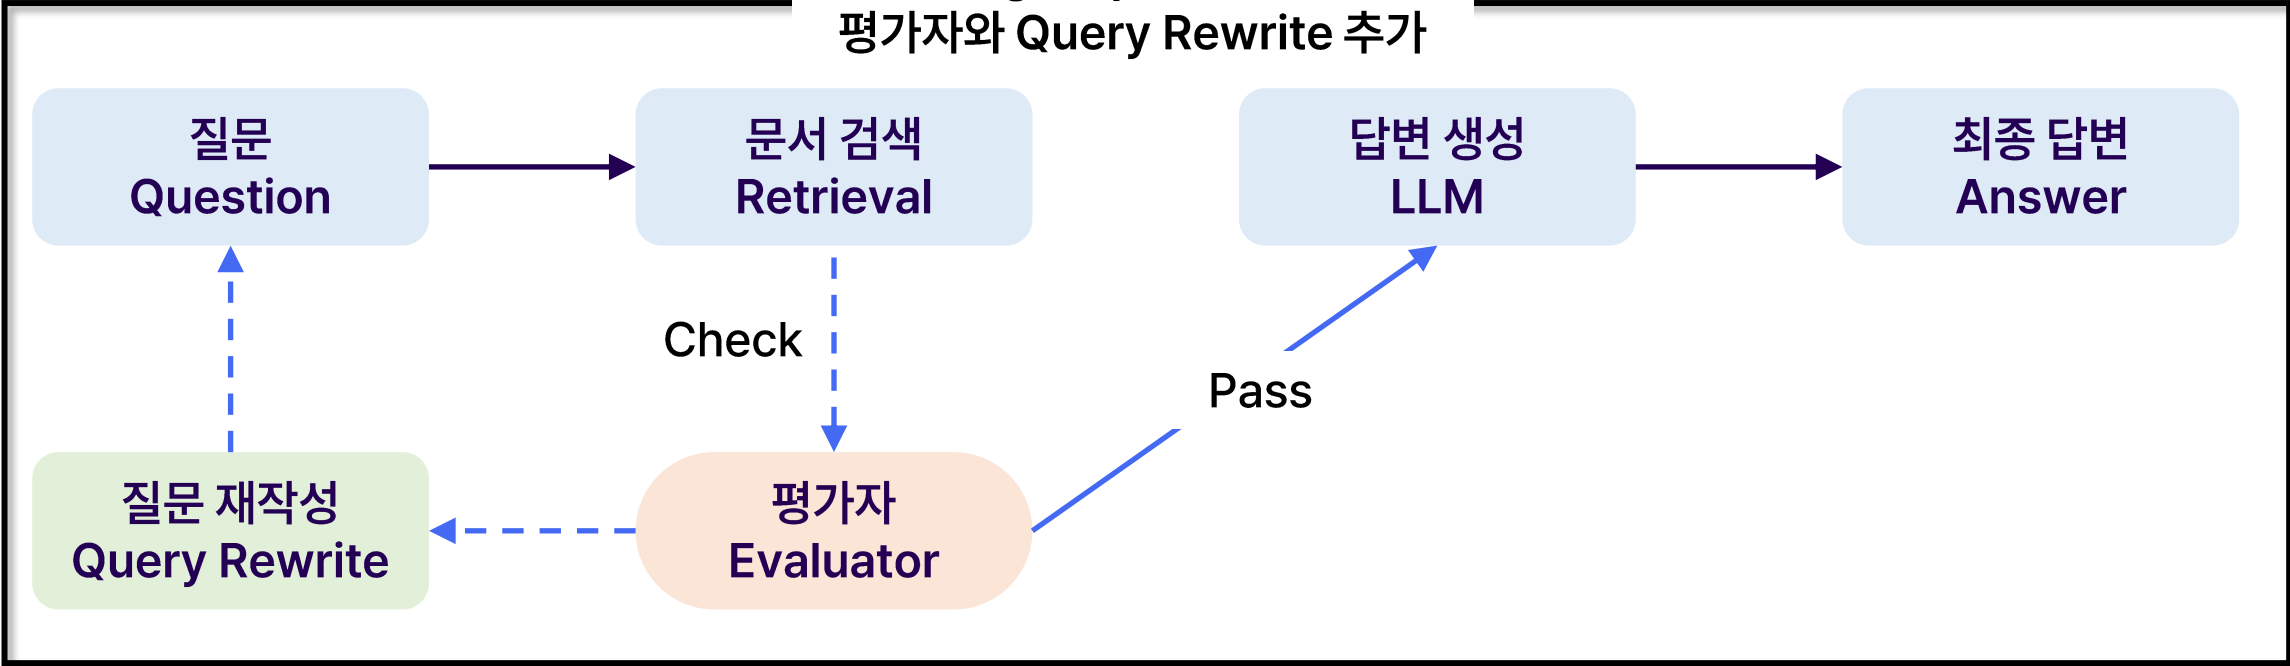 평가자와 Query Rewrite 추가
질문
Question
문서 검색
Retrieval
답변 생성
LLM
최종 답변
Answer
Check
Pass
질문 재작성
Query Rewrite
평가자
Evaluator